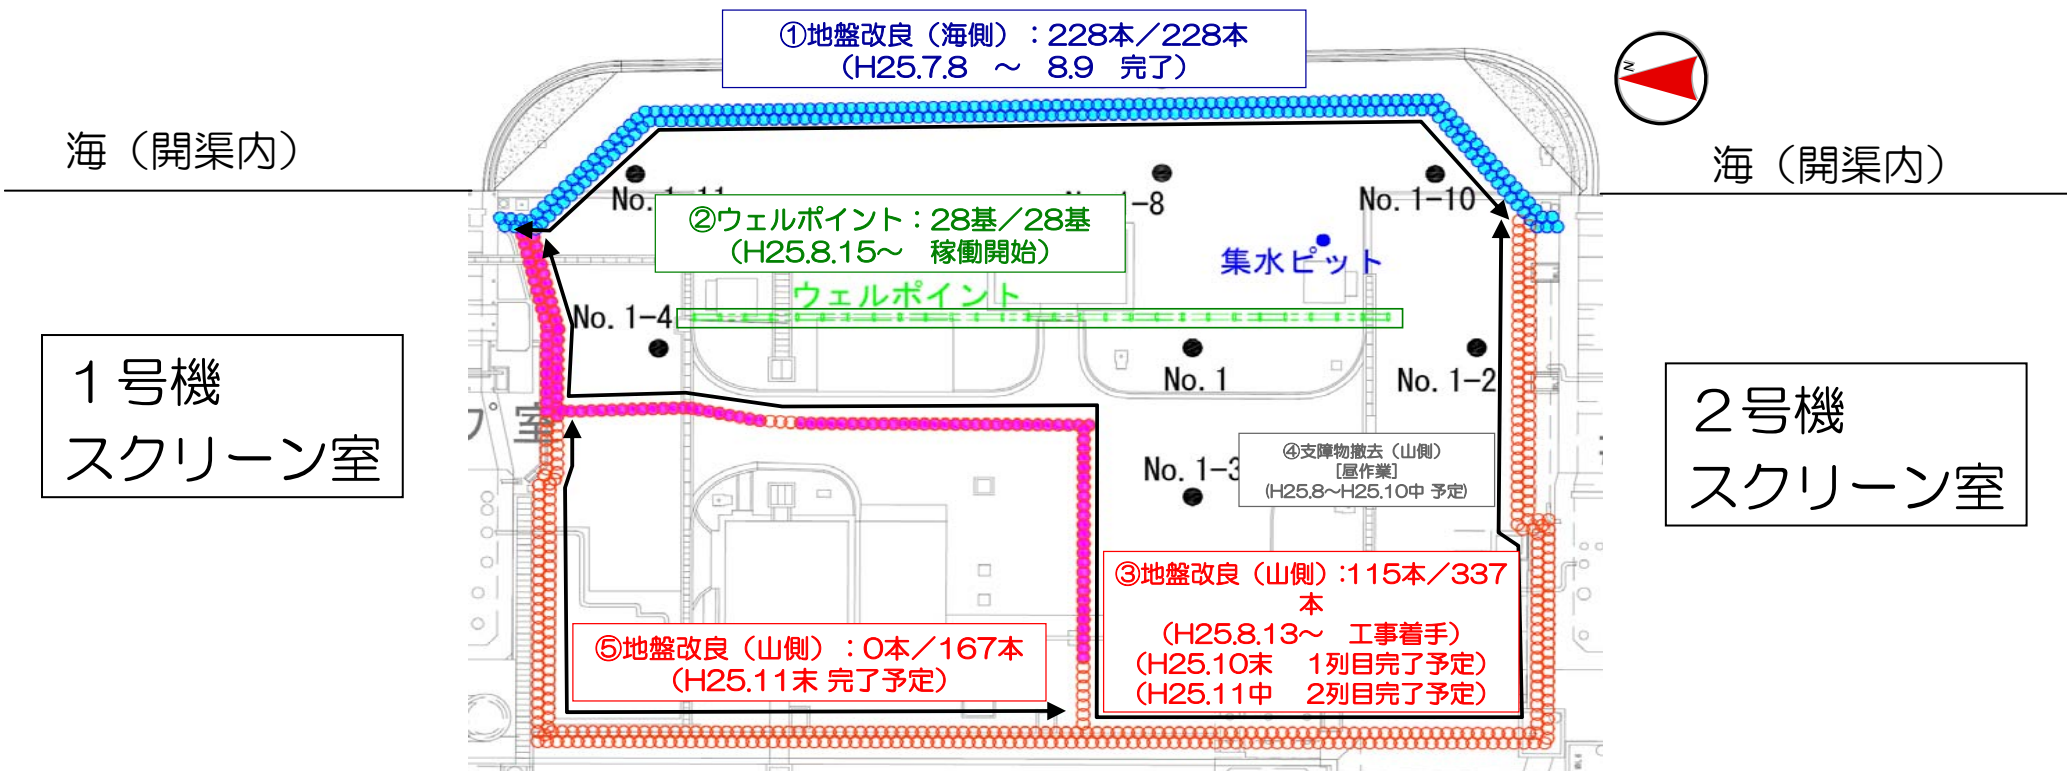 ①地盤改良（海側）：228本／228本
（H25.7.8　～　8.9　完了）
N
海（開渠内）
海（開渠内）
No.
-8
No. 1-10
②ウェルポイント：28基／28基
（H25.8.15～　稼働開始）
集水ピット
ウェルポイント
No. 1-4
No. 1
No. 1-2
１号機
スクリーン室
２号機
スクリーン室
室
No. 1-3
④支障物撤去（山側）
[昼作業]
（H25.8～H25.10中 予定）
③地盤改良（山側）：115本／337
本
（H25.8.13～　工事着手）
（H25.10末　1列目完了予定）
（H25.11中　2列目完了予定）
⑤地盤改良（山側）：0本／167本
（H25.11末 完了予定）